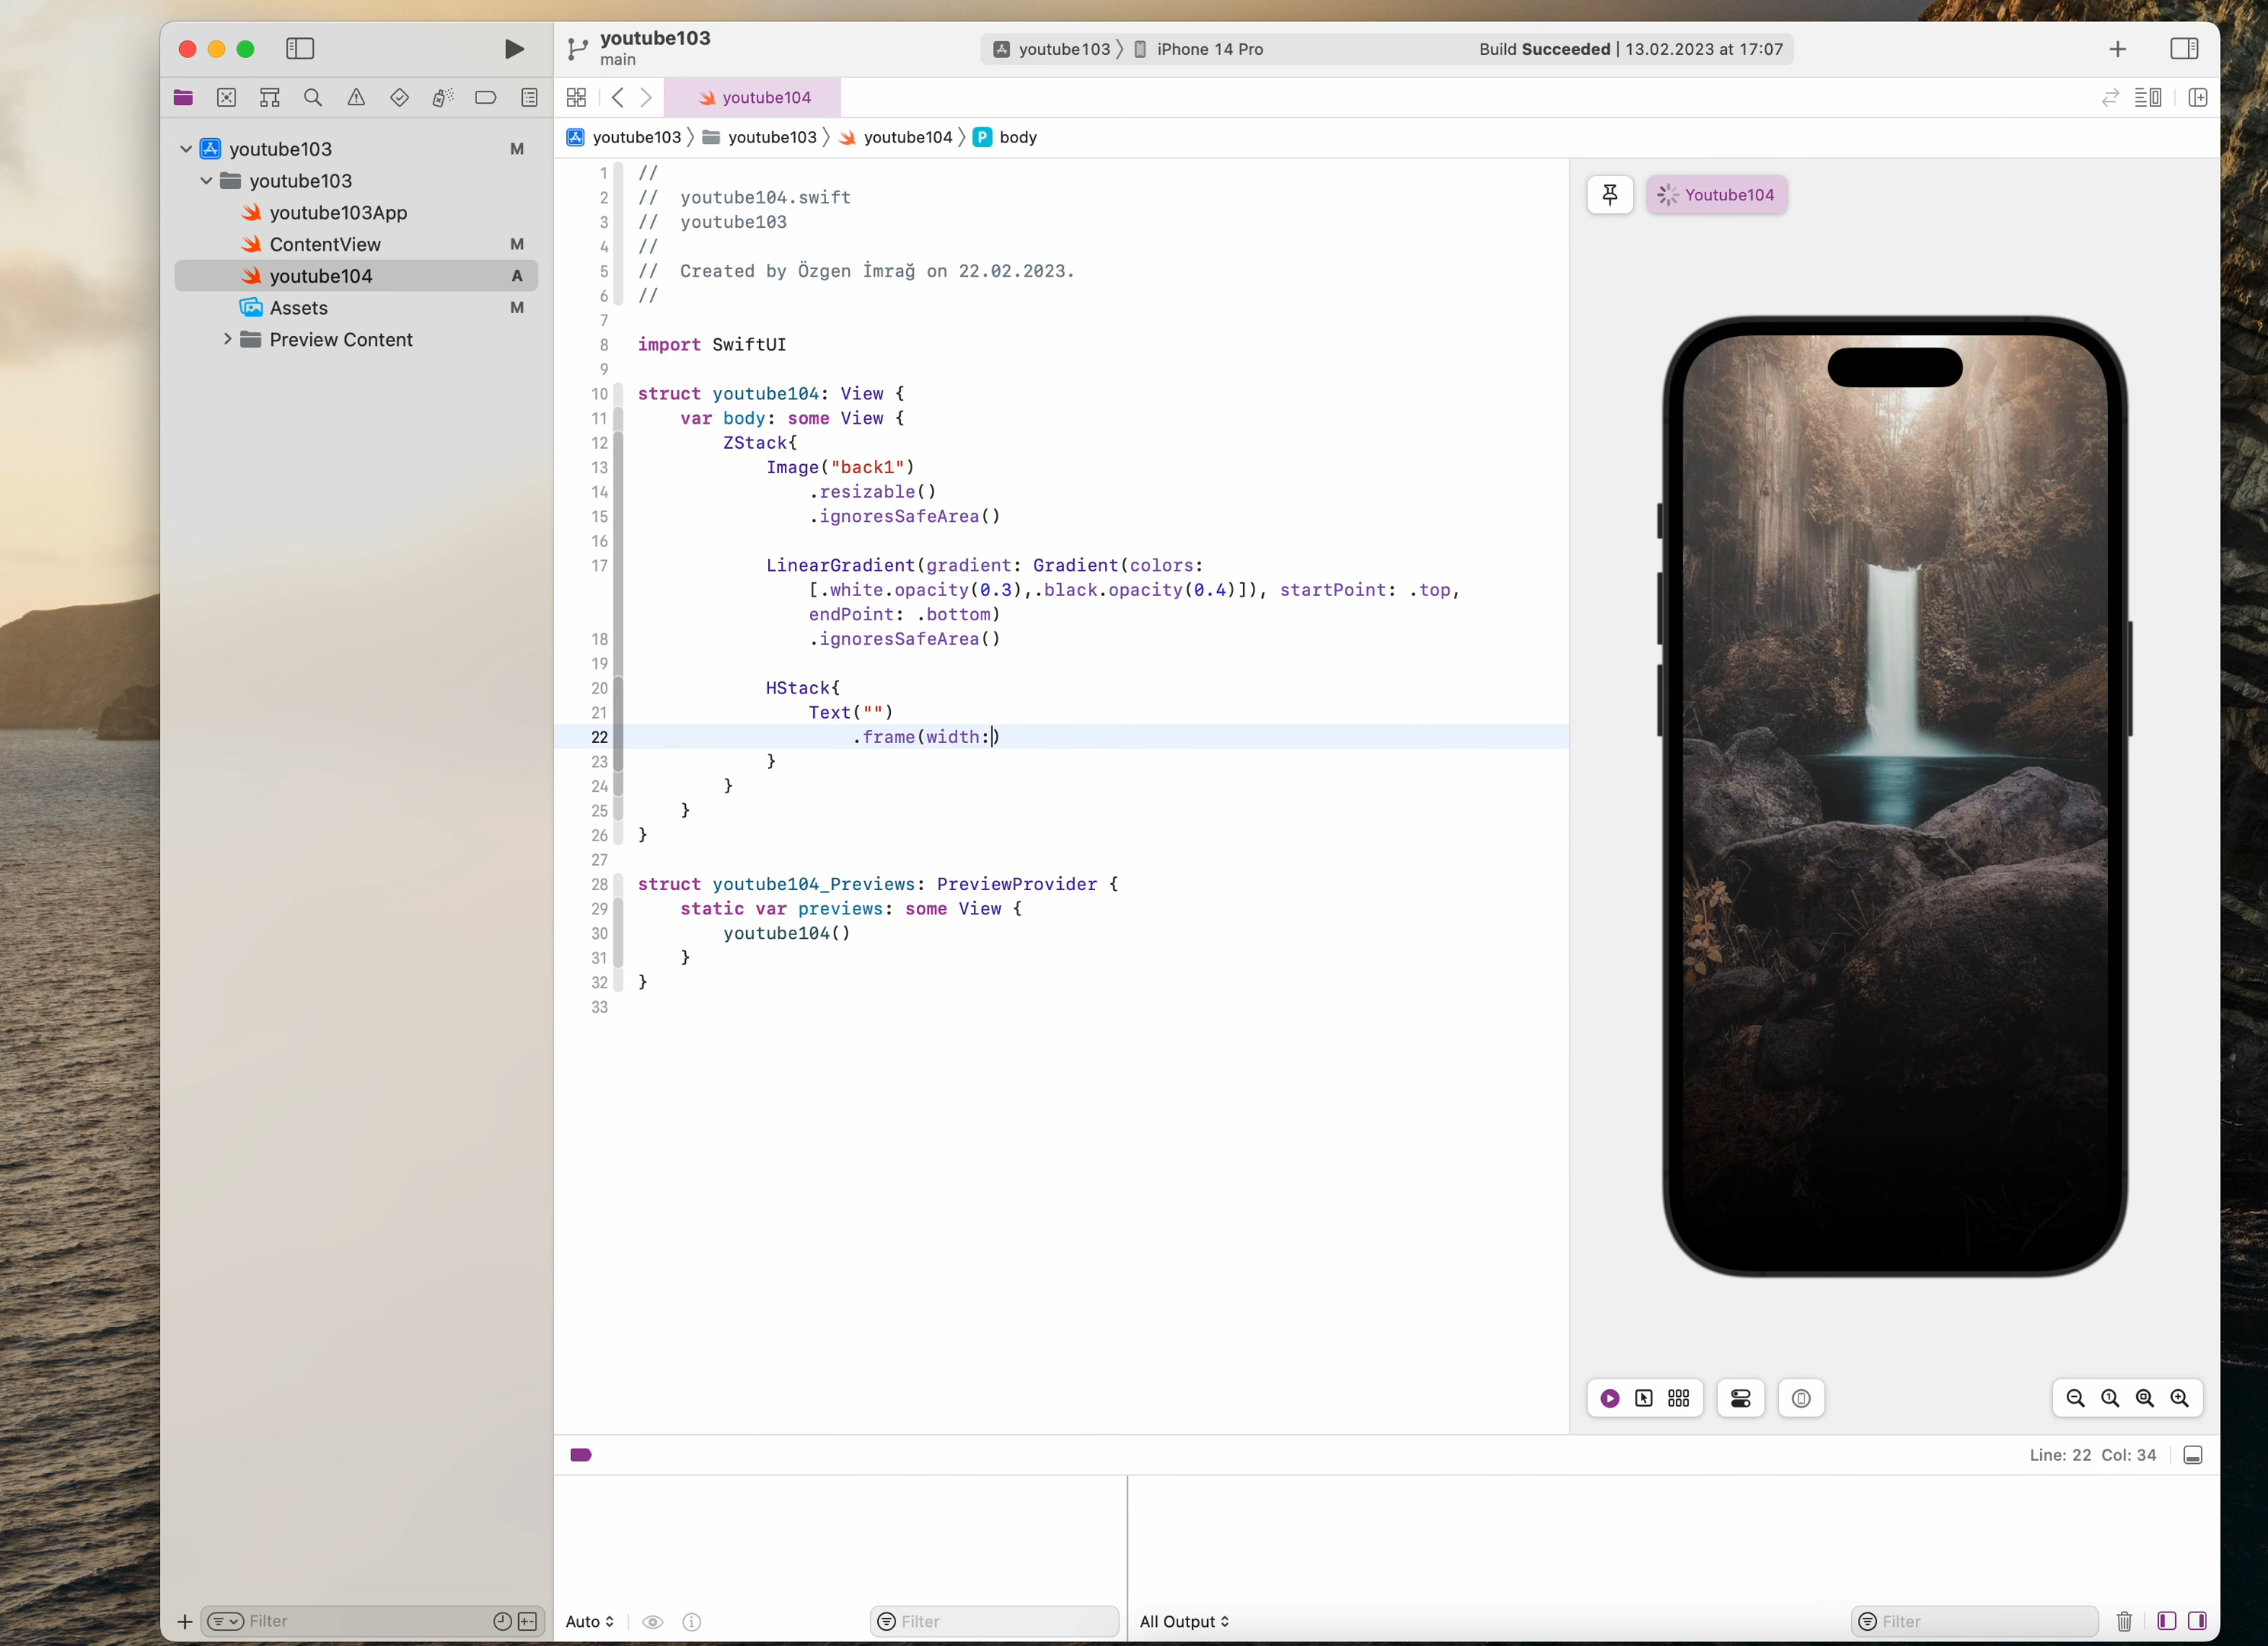 youtube103
main
youtube103 〉 iPhone 14 Pro
Build Succeeded | 13.02.2023 at 17:07
youtube104
youtube103 〉 youtube103 〉 youtube104 〉 P body
youtube103 M
youtube103
youtube103App
ContentView M
youtube104 A
Assets M
Preview Content
1 //
2 //  youtube104.swift
3 //  youtube103
4 //
5 //  Created by Özgen İmrağ on 22.02.2023.
6 //
7
8 import SwiftUI
9
10 struct youtube104: View {
11     var body: some View {
12         ZStack{
13             Image("back1")
14                 .resizable()
15                 .ignoresSafeArea()
16
17             LinearGradient(gradient: Gradient(colors:
[.white.opacity(0.3),.black.opacity(0.4)]), startPoint: .top,
endPoint: .bottom)
18                 .ignoresSafeArea()
19
20             HStack{
21                 Text("")
22                     .frame(width:)
23             }
24         }
25     }
26 }
27
28 struct youtube104_Previews: PreviewProvider {
29     static var previews: some View {
30         youtube104()
31     }
32 }
33
Youtube104
Line: 22 Col: 34
Filter
Auto
Filter
All Output
Filter